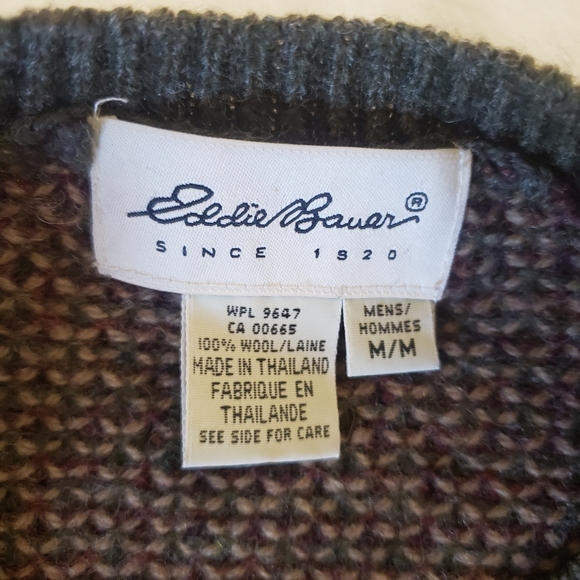 Eddie Bauer®
SINCE 1920
WPL 9647
CA 00665
100% WOOL/LAINE
MADE IN THAILAND
FABRIQUE EN
THAILANDE
SEE SIDE FOR CARE
MENS/
HOMMES
M/M